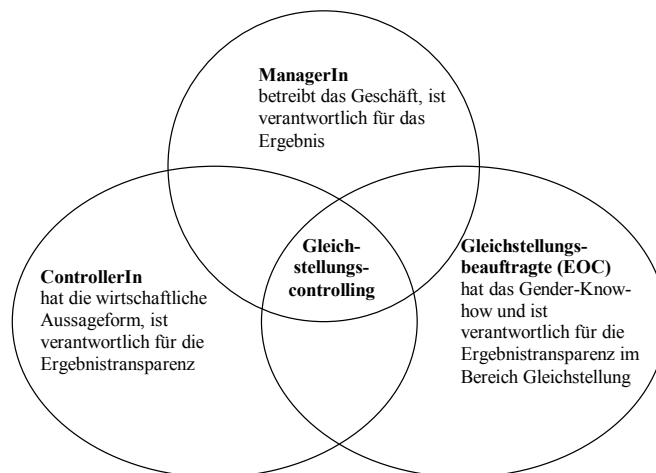 ManagerIn
betreibt das Geschäft, ist
verantwortlich für das
Ergebnis
Gleich-
stellungs-
controlling
ControllerIn
hat die wirtschaftliche
Aussageform, ist
verantwortlich für die
Ergebnistransparenz
Gleichstellungs-
beauftragte (EOC)
hat das Gender-Know-
how und ist
verantwortlich für die
Ergebnistransparenz im
Bereich Gleichstellung